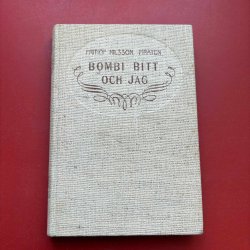 FRITIOF NILSSON PIRATEN
BOMBI BITT
OCH JAG